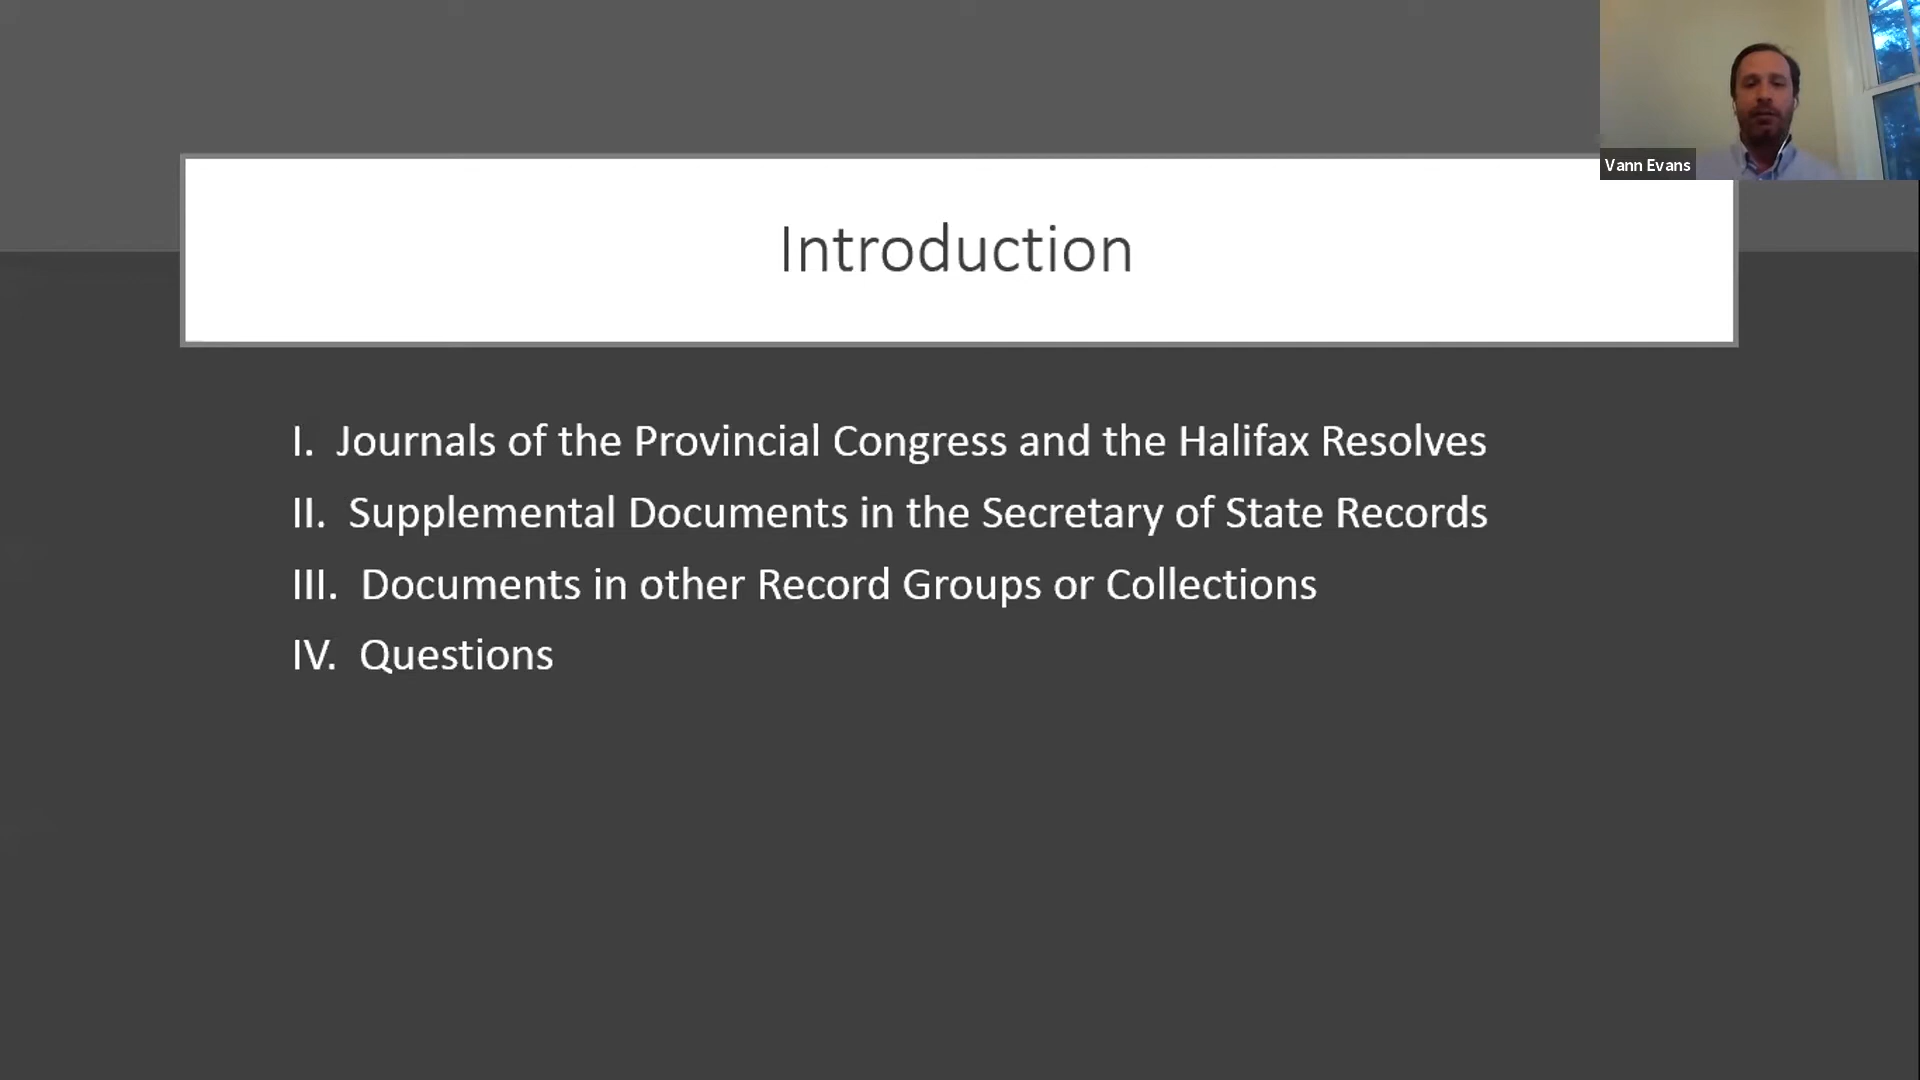 Vann Evans
Introduction
I. Journals of the Provincial Congress and the Halifax Resolves
II. Supplemental Documents in the Secretary of State Records
III. Documents in other Record Groups or Collections
IV. Questions